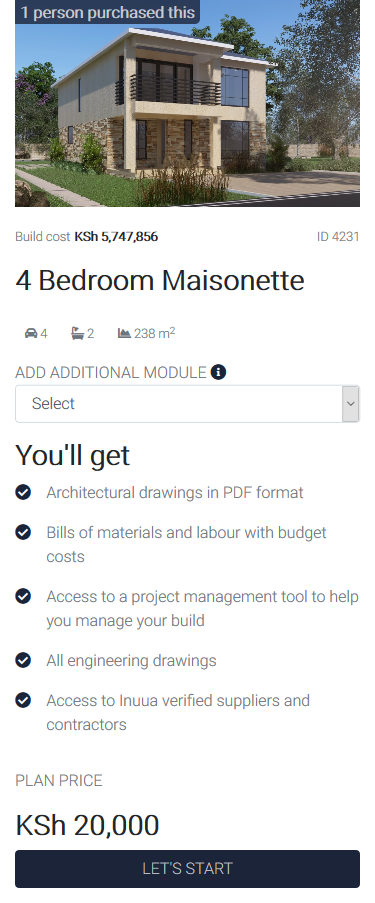 1 person purchased this
Build cost KSh 5,747,856 ID 4231
4 Bedroom Maisonette
4 2 238 m²
ADD ADDITIONAL MODULE
Select
You'll get
Architectural drawings in PDF format
Bills of materials and labour with budget
costs
Access to a project management tool to help
you manage your build
All engineering drawings
Access to Inuua verified suppliers and
contractors
PLAN PRICE
KSh 20,000
LET'S START